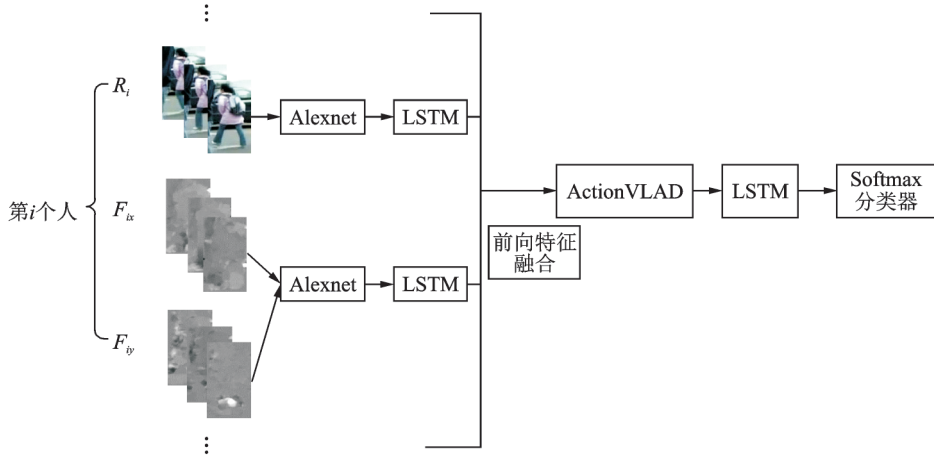 R_i
Alexnet
LSTM
第i个人
F_ix
ActionVLAD
LSTM
Softmax
分类器
前向特征
融合
Alexnet
LSTM
F_iy